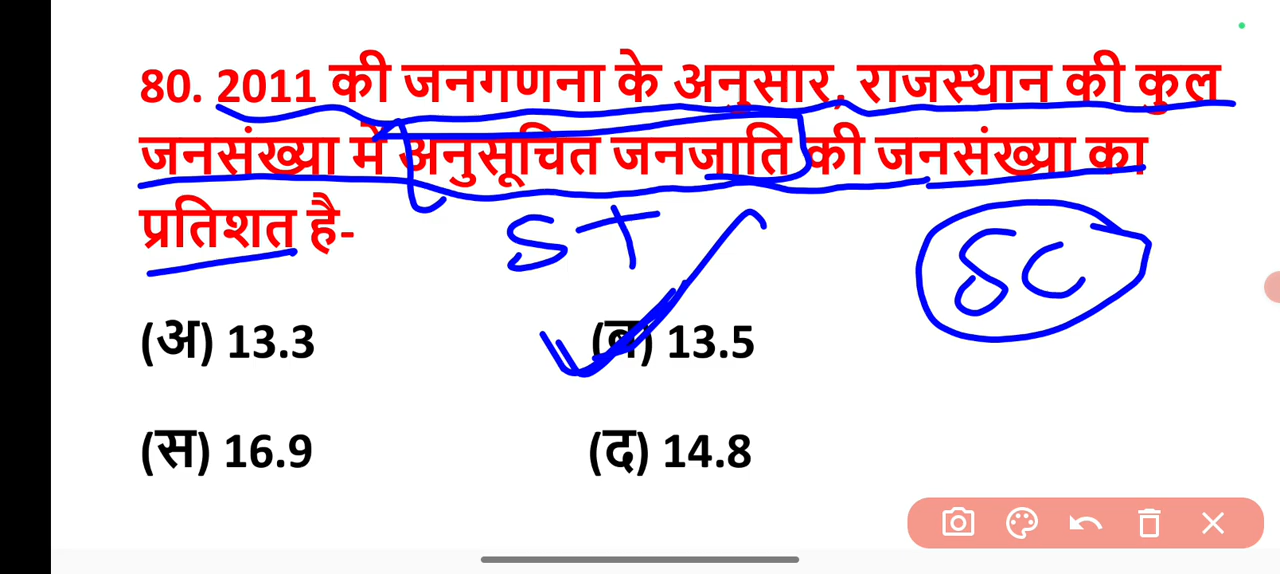 80. 2011 की जनगणना के अनुसार, राजस्थान की कुल
जनसंख्या में अनुसूचित जनजाति की जनसंख्या का
प्रतिशत है-
ST
SC
(अ) 13.3
(ब) 13.5
(स) 16.9
(द) 14.8